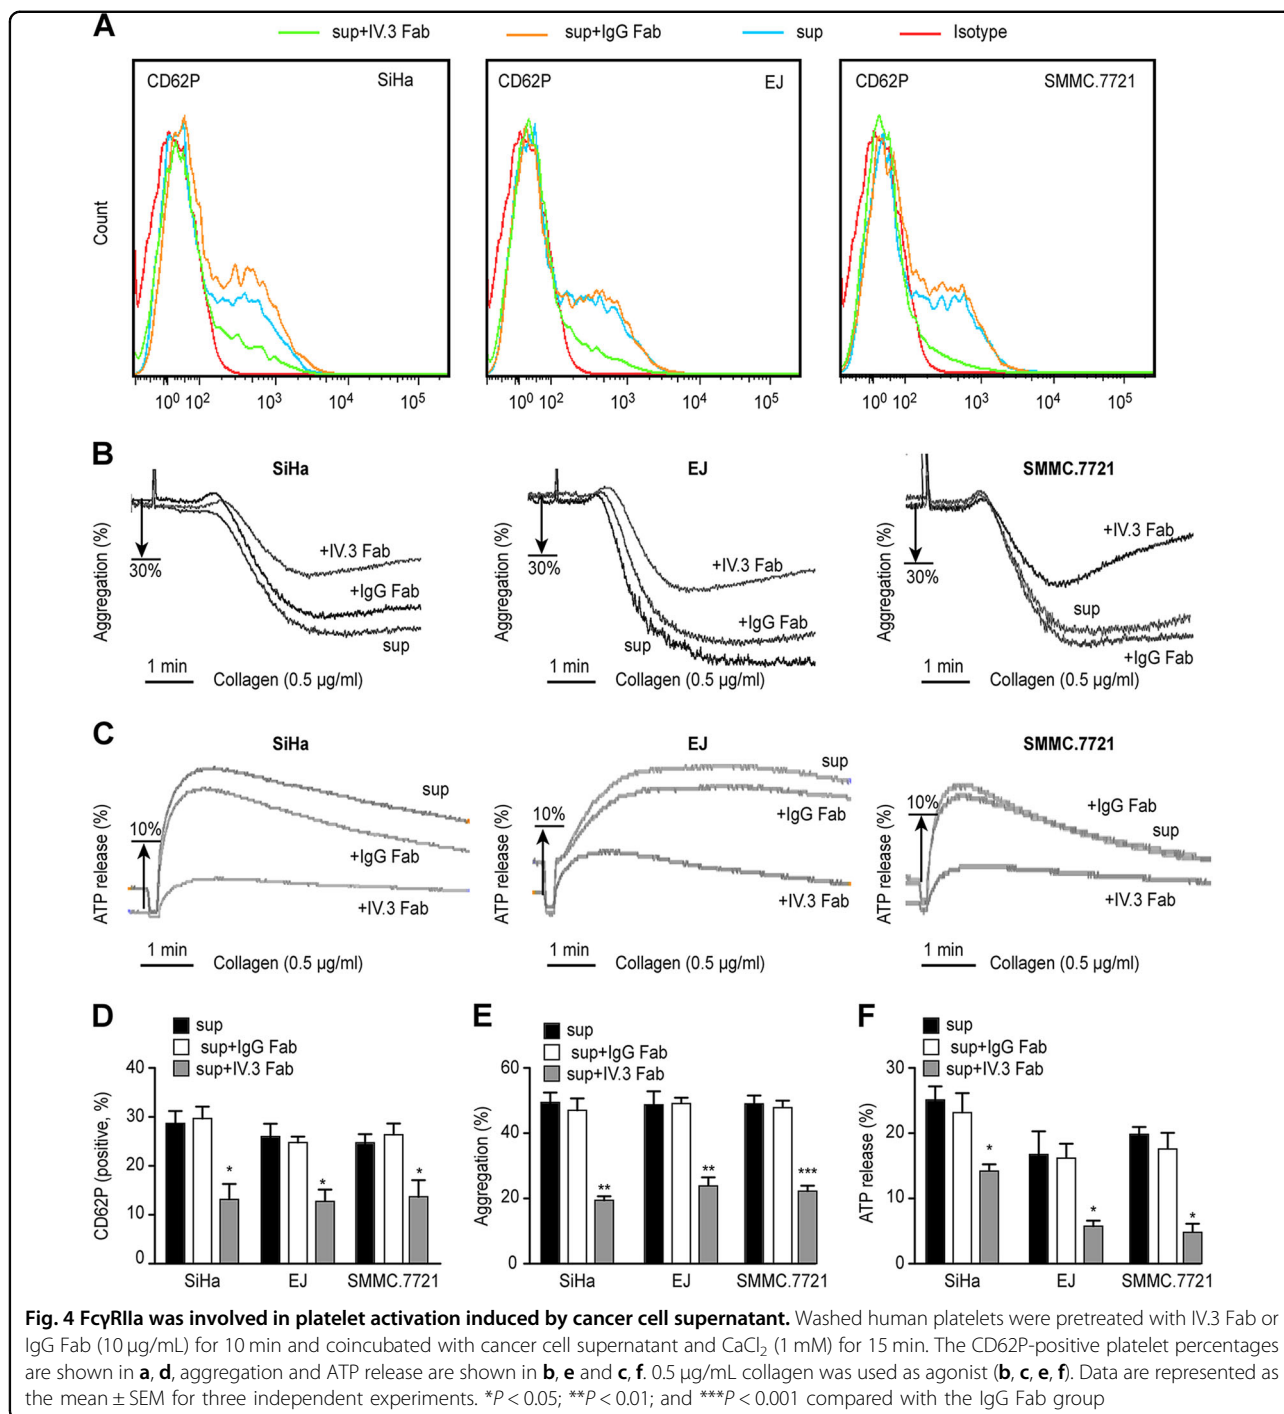 A
sup+IV.3 Fab sup+IgG Fab sup Isotype
CD62P SiHa CD62P EJ CD62P SMMC.7721
Count
10⁰ 10² 10³ 10⁴ 10⁵ 10⁰ 10² 10³ 10⁴ 10⁵ 10⁰ 10² 10³ 10⁴ 10⁵
B
SiHa EJ SMMC.7721
Aggregation (%)
30%
+IV.3 Fab
+IgG Fab
sup
1 min Collagen (0.5 µg/ml)
Aggregation (%)
30%
+IV.3 Fab
+IgG Fab
sup
1 min Collagen (0.5 µg/ml)
Aggregation (%)
30%
+IV.3 Fab
sup
+IgG Fab
1 min Collagen (0.5 µg/ml)
C
SiHa EJ SMMC.7721
ATP release (%)
10%
sup
+IgG Fab
+IV.3 Fab
1 min Collagen (0.5 µg/ml)
ATP release (%)
10%
sup
+IgG Fab
+IV.3 Fab
1 min Collagen (0.5 µg/ml)
ATP release (%)
10%
+IgG Fab
sup
+IV.3 Fab
1 min Collagen (0.5 µg/ml)
D
sup
sup+IgG Fab
sup+IV.3 Fab
CD62P (positive, %)
40
30
20
10
0
* * *
SiHa EJ SMMC.7721
E
sup
sup+IgG Fab
sup+IV.3 Fab
Aggregation (%)
60
40
20
0
** ** ***
SiHa EJ SMMC.7721
F
sup
sup+IgG Fab
sup+IV.3 Fab
ATP release (%)
30
20
10
0
* * *
SiHa EJ SMMC.7721
Fig. 4 FcγRIIa was involved in platelet activation induced by cancer cell supernatant. Washed human platelets were pretreated with IV.3 Fab or
IgG Fab (10 µg/mL) for 10 min and coincubated with cancer cell supernatant and CaCl₂ (1 mM) for 15 min. The CD62P-positive platelet percentages
are shown in a, d, aggregation and ATP release are shown in b, e and c, f. 0.5 µg/mL collagen was used as agonist (b, c, e, f). Data are represented as
the mean ± SEM for three independent experiments. *P < 0.05; **P < 0.01; and ***P < 0.001 compared with the IgG Fab group